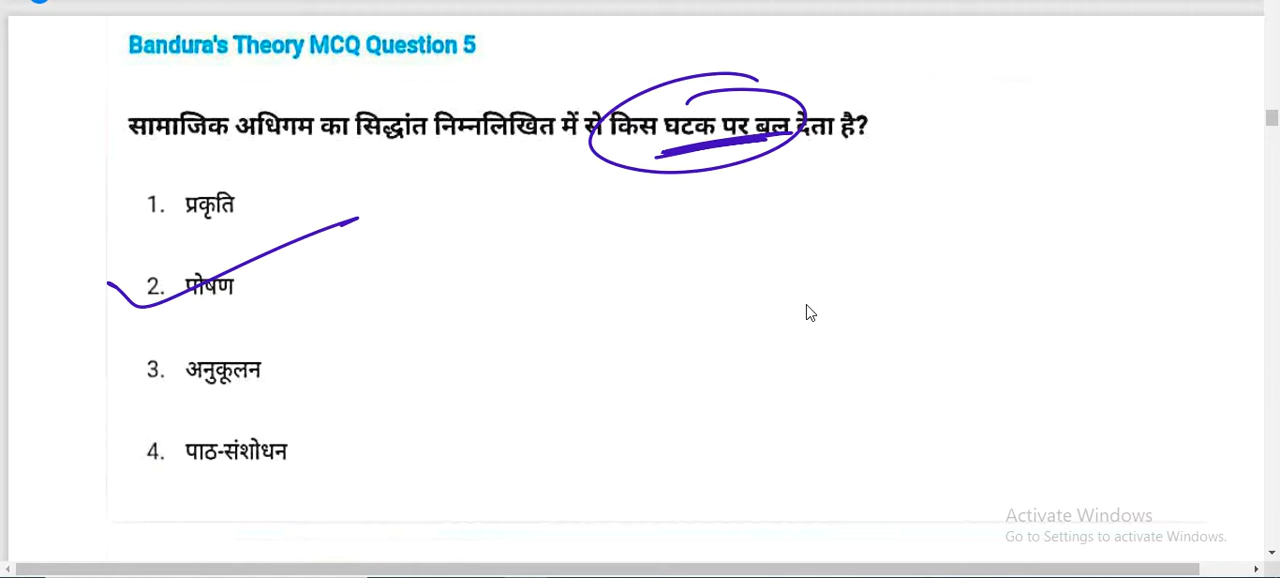 Bandura's Theory MCQ Question 5
सामाजिक अधिगम का सिद्धांत निम्नलिखित में से किस घटक पर बल देता है?
1. प्रकृति
2. पोषण
3. अनुकूलन
4. पाठ-संशोधन
Activate Windows
Go to Settings to activate Windows.